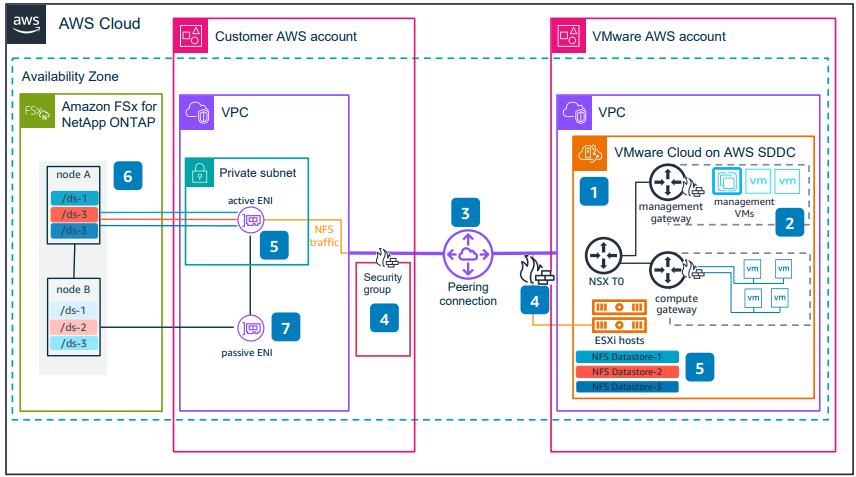 aws
AWS Cloud
Customer AWS account
VMware AWS account
Availability Zone
FSx
N
Amazon FSx for
NetApp ONTAP
VPC
VPC
node A
/ds-1
/ds-3
/ds-3
6
Private subnet
active ENI
5
NFS
traffic
3
Peering
connection
Security
group
4
4
VMware Cloud on AWS SDDC
1
management
gateway
vm
vm
management
VMs
2
NSX T0
compute
gateway
vm
vm
vm
vm
ESXi hosts
NFS Datastore-1
NFS Datastore-2
NFS Datastore-3
5
node B
/ds-1
/ds-2
/ds-3
7
passive ENI